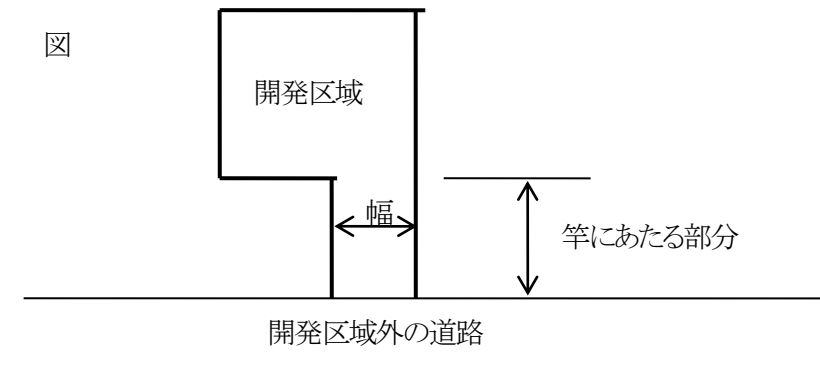 図
開発区域
幅
竿にあたる部分
開発区域外の道路